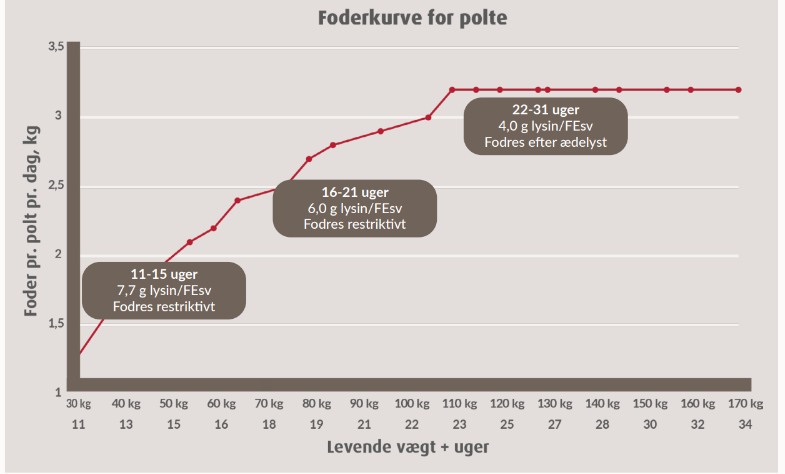 Foderkurve for polte
Foder pr. polt pr. dag, kg
3,5
3
2,5
2
1,5
1
22-31 uger
4,0 g lysin/FEsv
Fodres efter ædelyst
16-21 uger
6,0 g lysin/FEsv
Fodres restriktivt
11-15 uger
7,7 g lysin/FEsv
Fodres restriktivt
30 kg 40 kg 50 kg 60 kg 70 kg 80 kg 90 kg 100 kg 110 kg 120 kg 130 kg 140 kg 150 kg 160 kg 170 kg
11 13 15 16 18 19 21 22 23 25 27 28 30 32 34
Levende vægt + uger